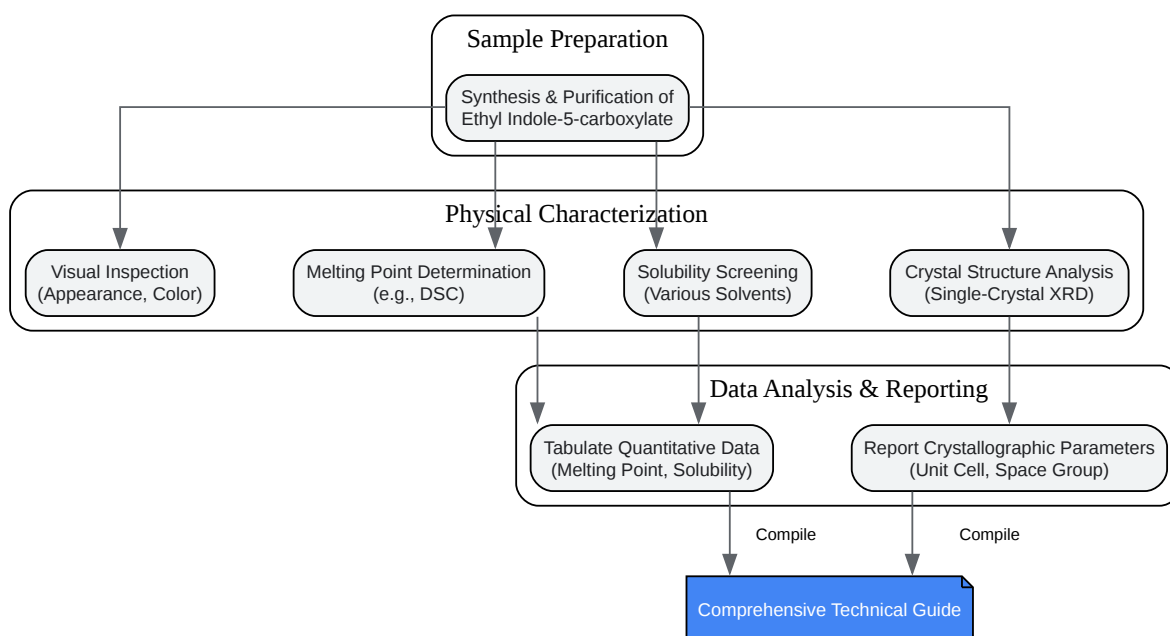 Sample Preparation
Synthesis & Purification of
Ethyl Indole-5-carboxylate
Physical Characterization
Visual Inspection
(Appearance, Color)
Melting Point Determination
(e.g., DSC)
Solubility Screening
(Various Solvents)
Crystal Structure Analysis
(Single-Crystal XRD)
Data Analysis & Reporting
Tabulate Quantitative Data
(Melting Point, Solubility)
Report Crystallographic Parameters
(Unit Cell, Space Group)
Compile
Compile
Comprehensive Technical Guide